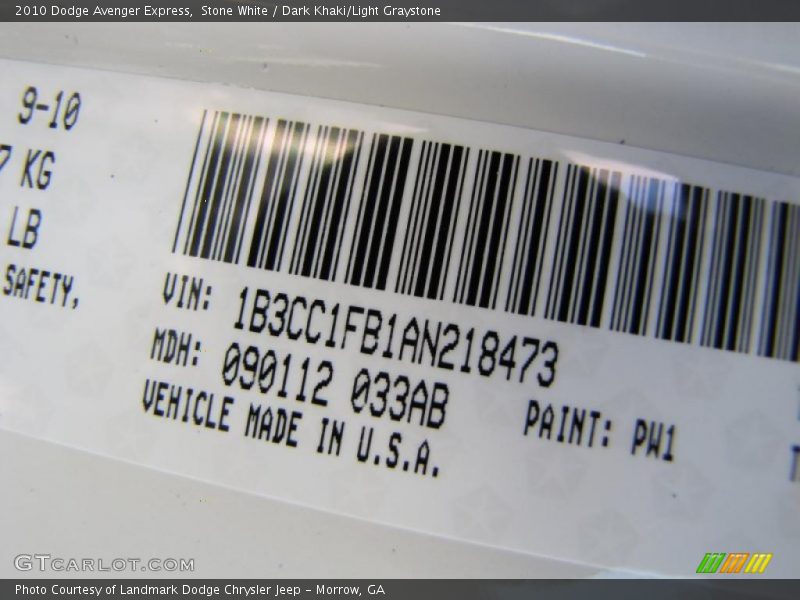 2010 Dodge Avenger Express, Stone White / Dark Khaki/Light Graystone
9-10
7 KG
LB
SAFETY,
VIN: 1B3CC1FB1AN218473
MDH: 090112 033AB
PAINT: PW1
VEHICLE MADE IN U.S.A.
GTCARLOT.COM
Photo Courtesy of Landmark Dodge Chrysler Jeep - Morrow, GA